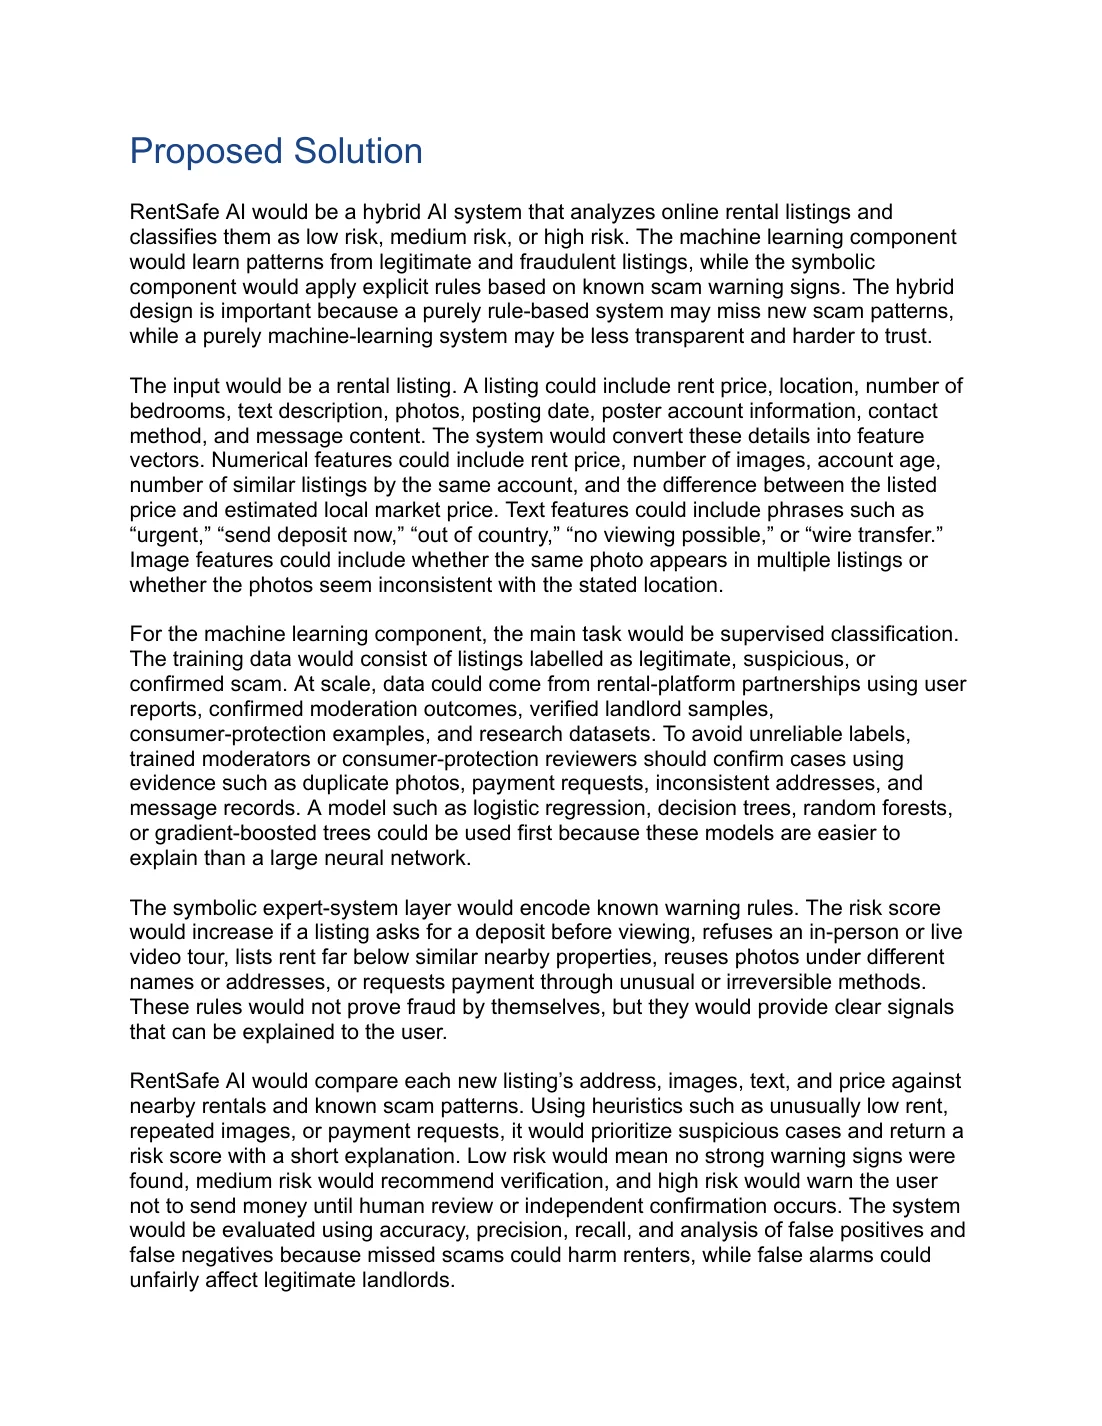 Proposed Solution
RentSafe AI would be a hybrid AI system that analyzes online rental listings and
classifies them as low risk, medium risk, or high risk. The machine learning component
would learn patterns from legitimate and fraudulent listings, while the symbolic
component would apply explicit rules based on known scam warning signs. The hybrid
design is important because a purely rule-based system may miss new scam patterns,
while a purely machine-learning system may be less transparent and harder to trust.
The input would be a rental listing. A listing could include rent price, location, number of
bedrooms, text description, photos, posting date, poster account information, contact
method, and message content. The system would convert these details into feature
vectors. Numerical features could include rent price, number of images, account age,
number of similar listings by the same account, and the difference between the listed
price and estimated local market price. Text features could include phrases such as
“urgent,” “send deposit now,” “out of country,” “no viewing possible,” or “wire transfer.”
Image features could include whether the same photo appears in multiple listings or
whether the photos seem inconsistent with the stated location.
For the machine learning component, the main task would be supervised classification.
The training data would consist of listings labelled as legitimate, suspicious, or
confirmed scam. At scale, data could come from rental-platform partnerships using user
reports, confirmed moderation outcomes, verified landlord samples,
consumer-protection examples, and research datasets. To avoid unreliable labels,
trained moderators or consumer-protection reviewers should confirm cases using
evidence such as duplicate photos, payment requests, inconsistent addresses, and
message records. A model such as logistic regression, decision trees, random forests,
or gradient-boosted trees could be used first because these models are easier to
explain than a large neural network.
The symbolic expert-system layer would encode known warning rules. The risk score
would increase if a listing asks for a deposit before viewing, refuses an in-person or live
video tour, lists rent far below similar nearby properties, reuses photos under different
names or addresses, or requests payment through unusual or irreversible methods.
These rules would not prove fraud by themselves, but they would provide clear signals
that can be explained to the user.
RentSafe AI would compare each new listing’s address, images, text, and price against
nearby rentals and known scam patterns. Using heuristics such as unusually low rent,
repeated images, or payment requests, it would prioritize suspicious cases and return a
risk score with a short explanation. Low risk would mean no strong warning signs were
found, medium risk would recommend verification, and high risk would warn the user
not to send money until human review or independent confirmation occurs. The system
would be evaluated using accuracy, precision, recall, and analysis of false positives and
false negatives because missed scams could harm renters, while false alarms could
unfairly affect legitimate landlords.